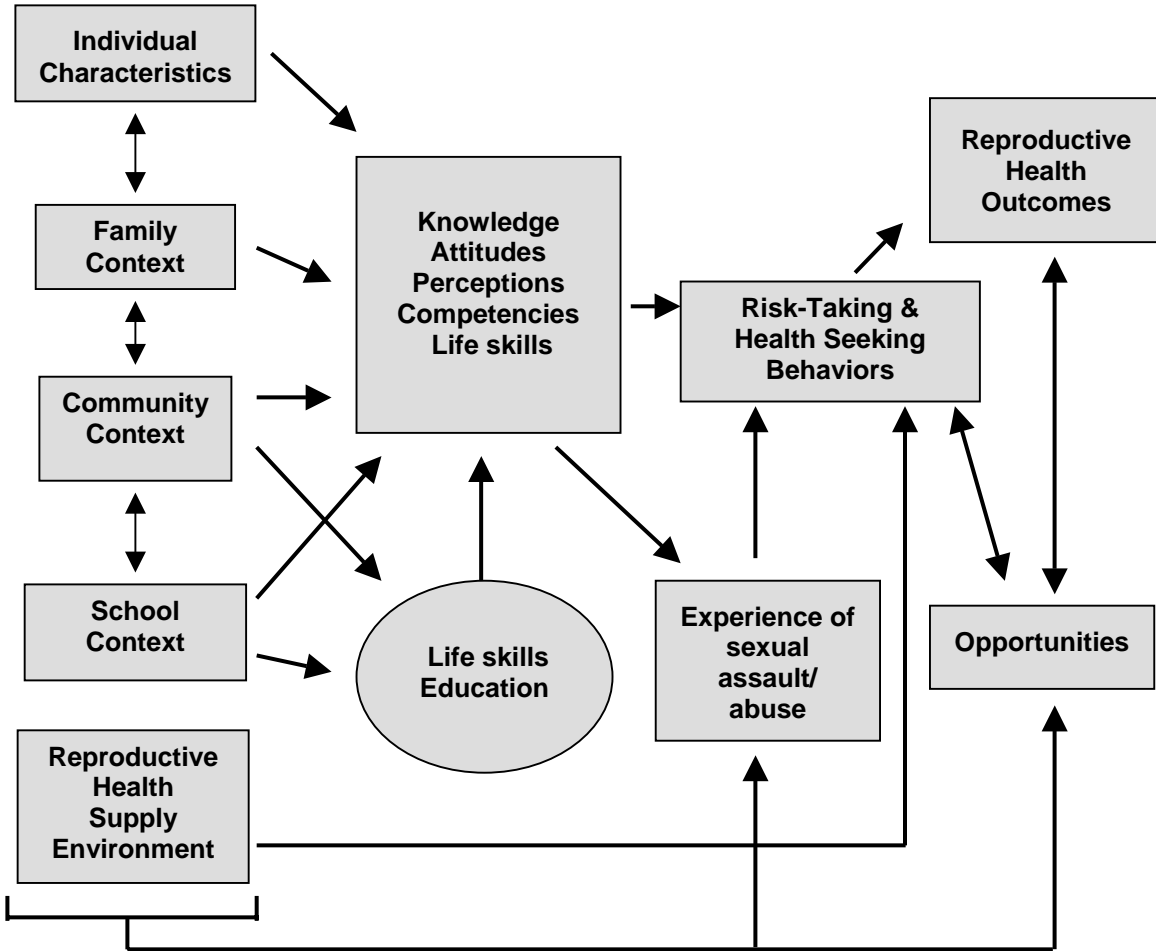 Individual
Characteristics
Family
Context
Community
Context
School
Context
Reproductive
Health
Supply
Environment
Knowledge
Attitudes
Perceptions
Competencies
Life skills
Life skills
Education
Risk-Taking &
Health Seeking
Behaviors
Experience of
sexual
assault/
abuse
Reproductive
Health
Outcomes
Opportunities